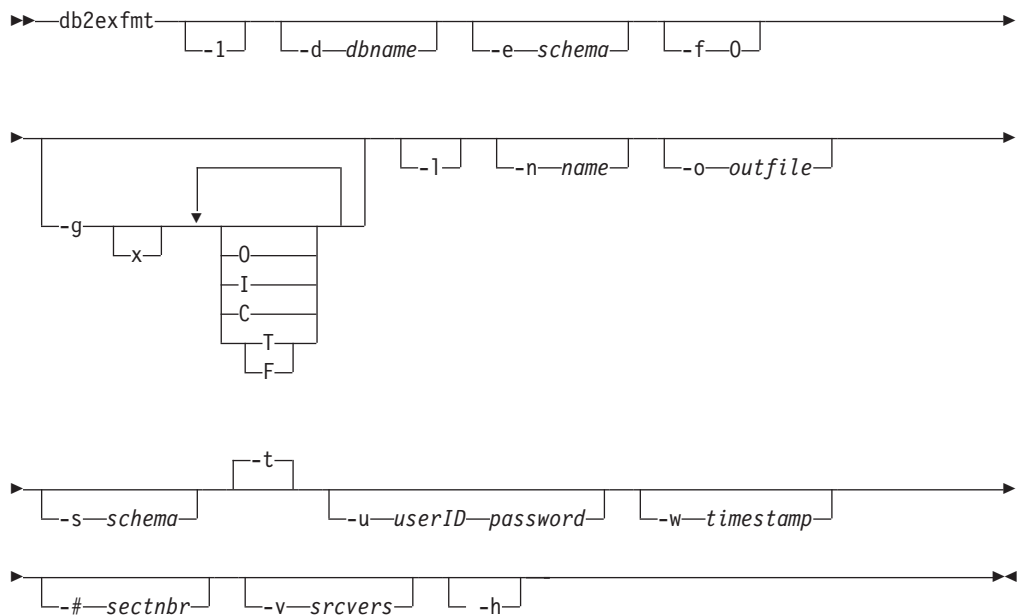 db2exfmt
-1 -d dbname -e schema -f O
-g x O I C T F -l -n name -o outfile
-t
-s schema -u userID password -w timestamp
-# sectnbr -v srcvers -h